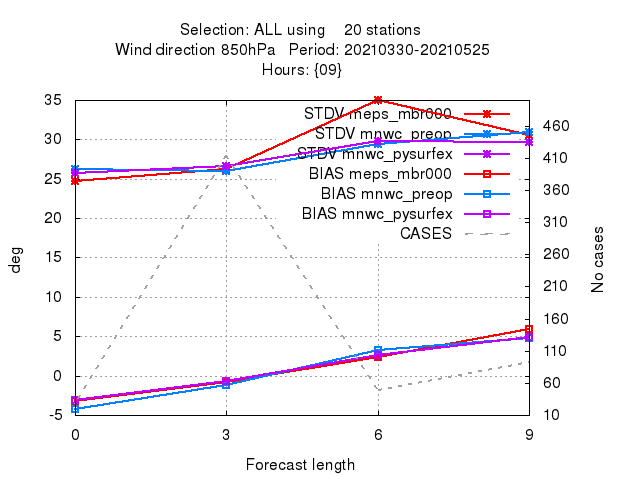 Selection: ALL using 20 stations
Wind direction 850hPa Period: 20210330-20210525
Hours: {09}
35
30
25
20
15
10
5
0
-5
deg
STDV meps_mbr000
STDV mnwc_preop
STDV mnwc_pysurfex
BIAS meps_mbr000
BIAS mnwc_preop
BIAS mnwc_pysurfex
CASES
460
410
360
310
260
210
160
110
60
10
No cases
0 3 6 9
Forecast length